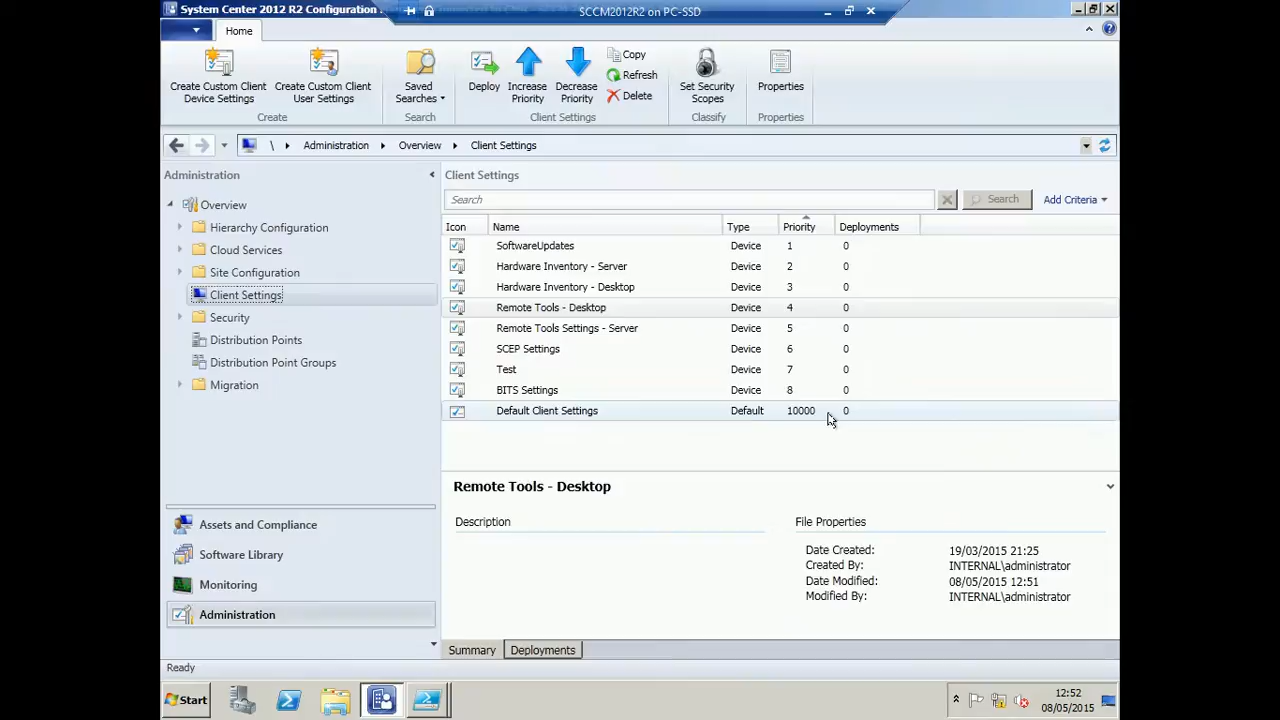 System Center 2012 R2 Configuration
SCCM2012R2 on PC-SSD
Home
Create Custom Client Device Settings
Create Custom Client User Settings
Saved Searches
Deploy
Increase Priority
Decrease Priority
Copy
Refresh
Delete
Set Security Scopes
Properties
Create
Search
Client Settings
Classify
Properties
\ Administration Overview Client Settings
Administration
Overview
Hierarchy Configuration
Cloud Services
Site Configuration
Client Settings
Security
Distribution Points
Distribution Point Groups
Migration
Assets and Compliance
Software Library
Monitoring
Administration
Client Settings
Search
Search
Add Criteria
Icon Name Type Priority Deployments
SoftwareUpdates Device 1 0
Hardware Inventory - Server Device 2 0
Hardware Inventory - Desktop Device 3 0
Remote Tools - Desktop Device 4 0
Remote Tools Settings - Server Device 5 0
SCEP Settings Device 6 0
Test Device 7 0
BITS Settings Device 8 0
Default Client Settings Default 10000 0
Remote Tools - Desktop
Description
File Properties
Date Created: 19/03/2015 21:25
Created By: INTERNAL\administrator
Date Modified: 08/05/2015 12:51
Modified By: INTERNAL\administrator
Summary Deployments
Ready
Start
12:52
08/05/2015